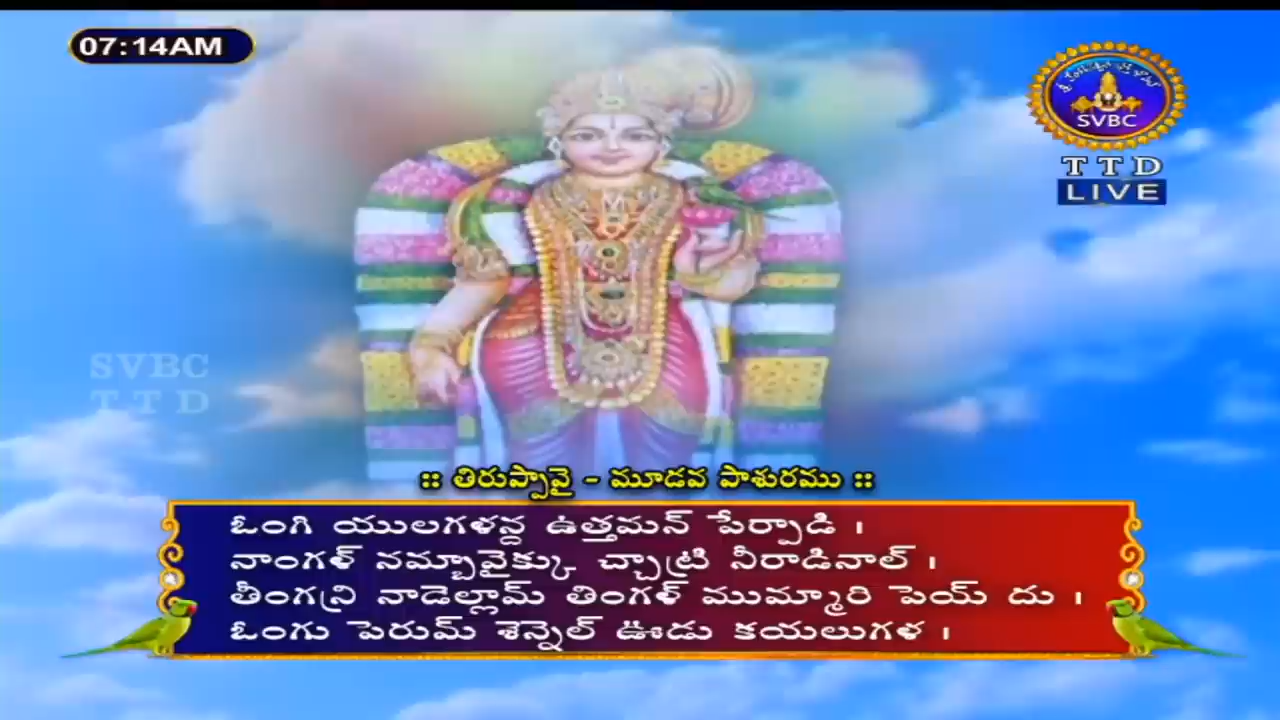 07:14AM
SVBC
TTD
LIVE
SVBC
TTD
:: తిరుప్పావై - మూడవ పాశురము ::
ఓంగి యులగళన్ద ఉత్తమన్ పేర్పాడి ।
నాంగళ్ నమ్బావైక్కు చ్చాట్రి నీరాడినాల్ ।
తీంగన్రి నాడెల్లామ్ తింగళ్ ముమ్మారి పెయ్ దు ।
ఓంగు పెరుమ్ శెన్నెల్ ఊడు కయలుగళ ।